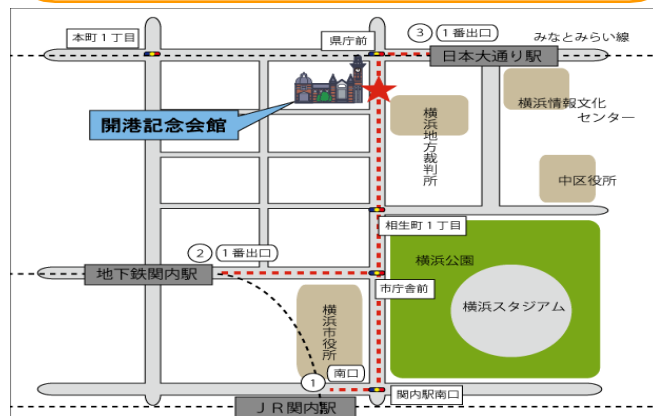 本町1丁目
県庁前
③
1番出口
みなとみらい線
日本大通り駅
開港記念会館
横浜地方裁判所
横浜情報文化
センター
中区役所
相生町1丁目
②
1番出口
地下鉄関内駅
市庁舎前
横浜公園
横浜スタジアム
横浜市役所
①
南口
関内駅南口
JR関内駅